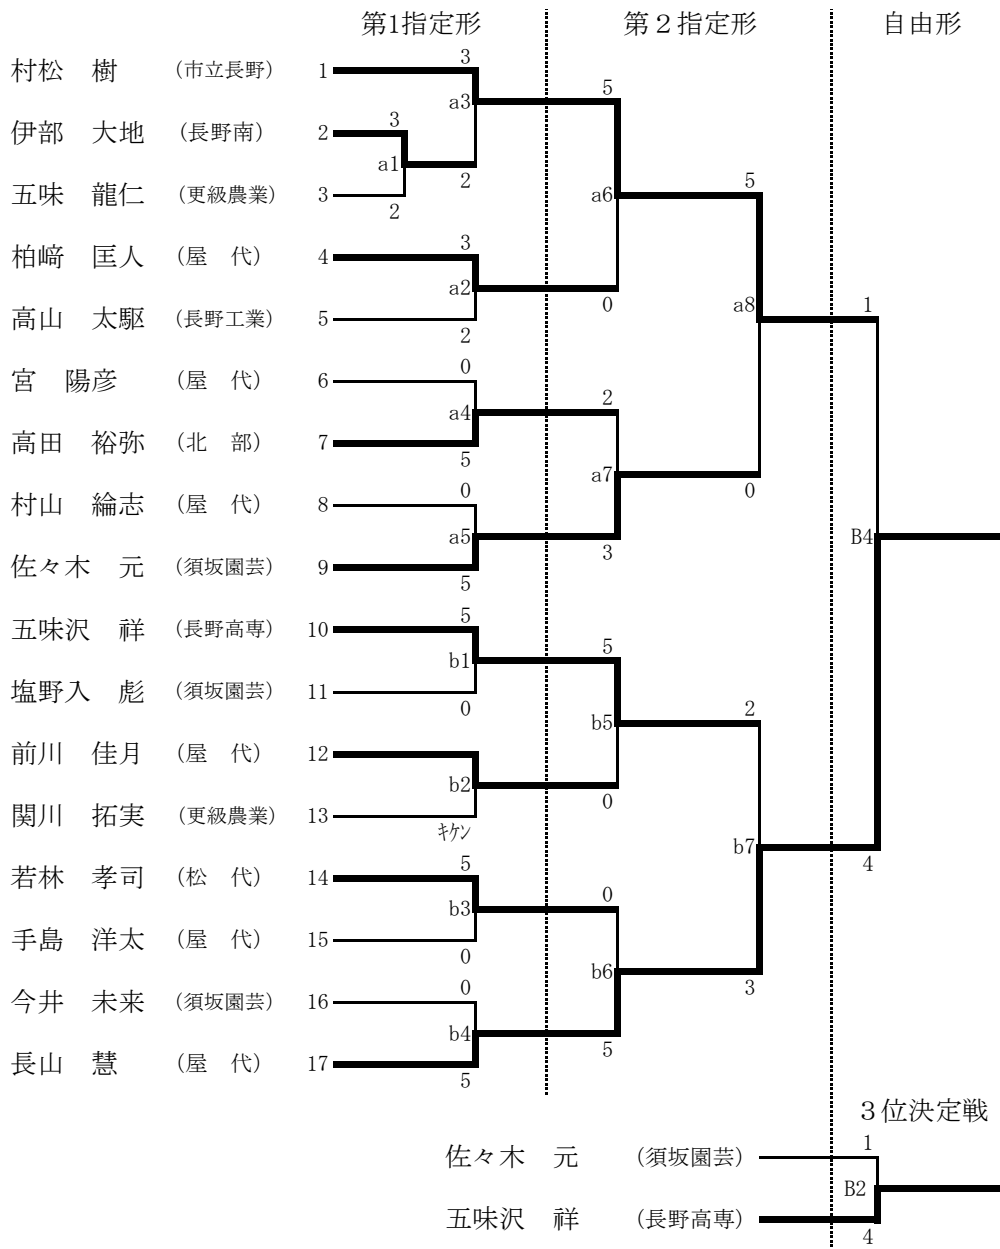 第1指定形 第２指定形 自由形
3
村松 樹 (市立長野) 1
a3 5
3
伊部 大地 (長野南) 2
a1
2
五味 龍仁 (更級農業) 3
2
a6 5
3
柏﨑 匡人 (屋 代) 4
a2
0
高山 太駆 (長野工業) 5
2
a8 1
0
宮 陽彦 (屋 代) 6
a4 2
高田 裕弥 (北 部) 7
5
a7
0
0
村山 綸志 (屋 代) 8
a5
3
佐々木 元 (須坂園芸) 9
5
B4
5
五味沢 祥 (長野高専) 10
b1 5
塩野入 彪 (須坂園芸) 11
0
b5 2
前川 佳月 (屋 代) 12
b2
0
関川 拓実 (更級農業) 13
キケン
b7
4
5
若林 孝司 (松 代) 14
b3 0
手島 洋太 (屋 代) 15
0
b6
3
0
今井 未来 (須坂園芸) 16
b4
5
長山 慧 (屋 代) 17
5
３位決定戦
1
佐々木 元 (須坂園芸)
B2
五味沢 祥 (長野高専)
4